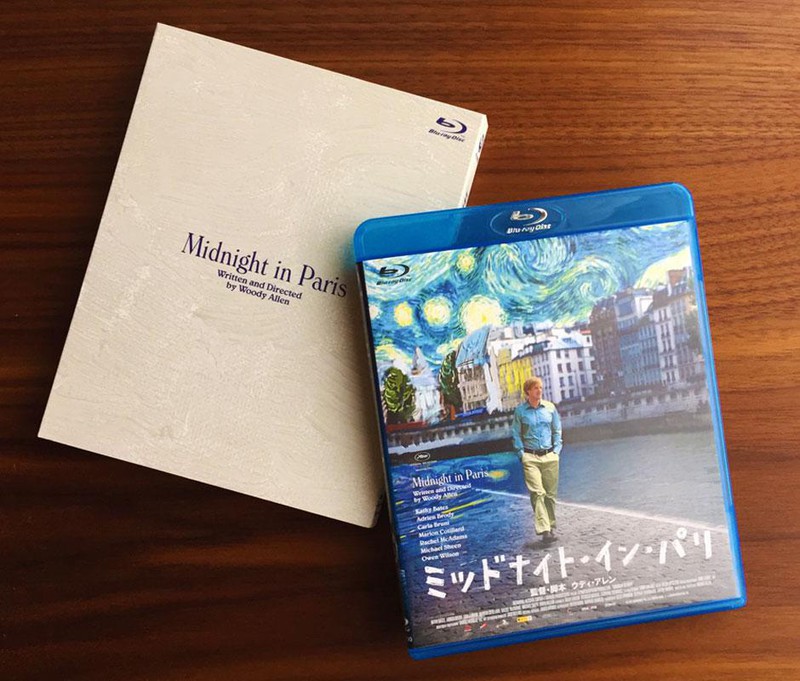 Blu-ray Disc
Midnight in Paris
Written and Directed
by Woody Allen
Blu-ray Disc
Blu-ray Disc
Midnight in Paris
Written and Directed
by Woody Allen
Kathy Bates
Adrien Brody
Carla Bruni
Marion Cotillard
Rachel McAdams
Michael Sheen
Owen Wilson
ミッドナイト・イン・パリ
監督・脚本 ウディ・アレン